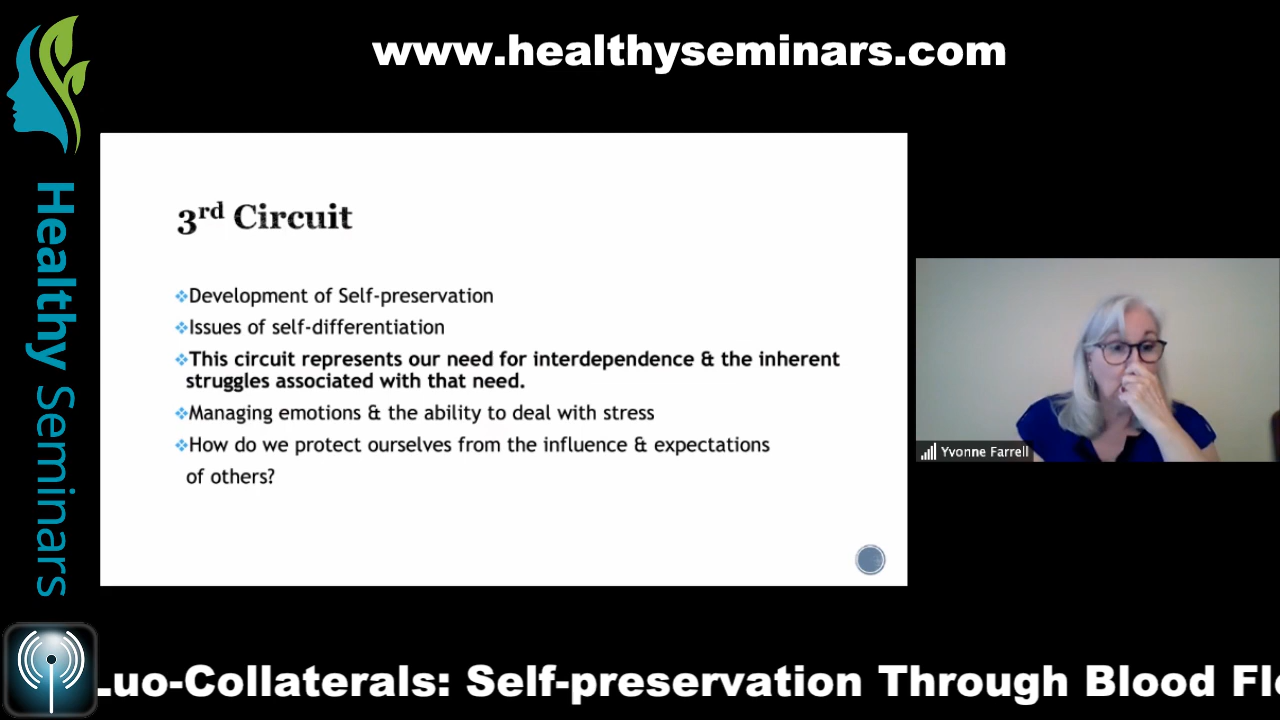 www.healthyseminars.com
Healthy Seminars
3rd Circuit
❖Development of Self-preservation
❖Issues of self-differentiation
❖This circuit represents our need for interdependence & the inherent
struggles associated with that need.
❖Managing emotions & the ability to deal with stress
❖How do we protect ourselves from the influence & expectations
of others?
Yvonne Farrell
uo-Collaterals: Self-preservation Through Blood